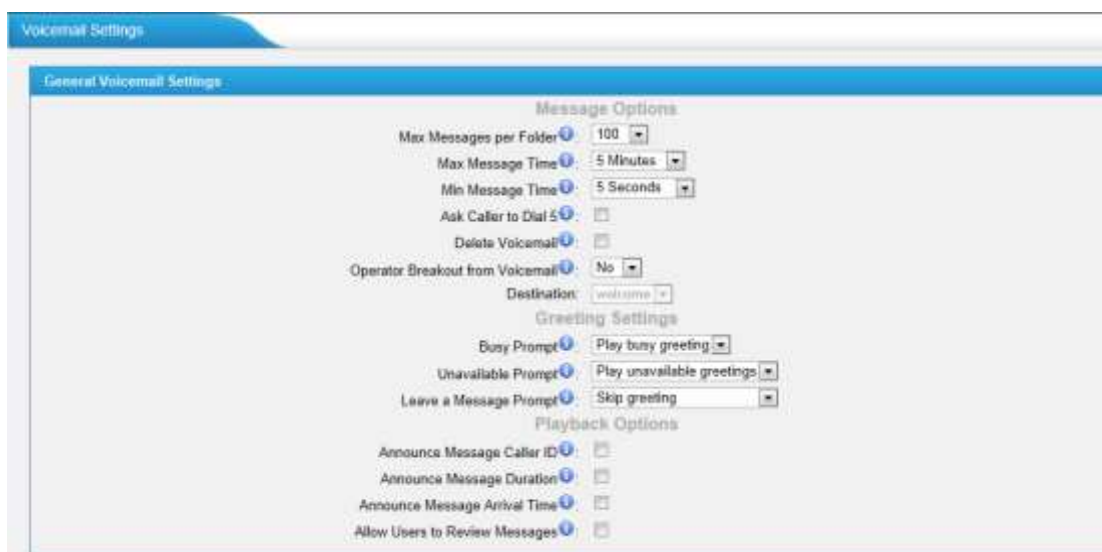 Voicemail Settings
General Voicemail Settings
Message Options
Max Messages per Folder: 100
Max Message Time: 5 Minutes
Min Message Time: 5 Seconds
Ask Caller to Dial 5:
Delete Voicemail:
Operator Breakout from Voicemail: No
Destination: welcome
Greeting Settings
Busy Prompt: Play busy greeting
Unavailable Prompt: Play unavailable greetings
Leave a Message Prompt: Skip greeting
Playback Options
Announce Message Caller ID:
Announce Message Duration:
Announce Message Arrival Time:
Allow Users to Review Messages: